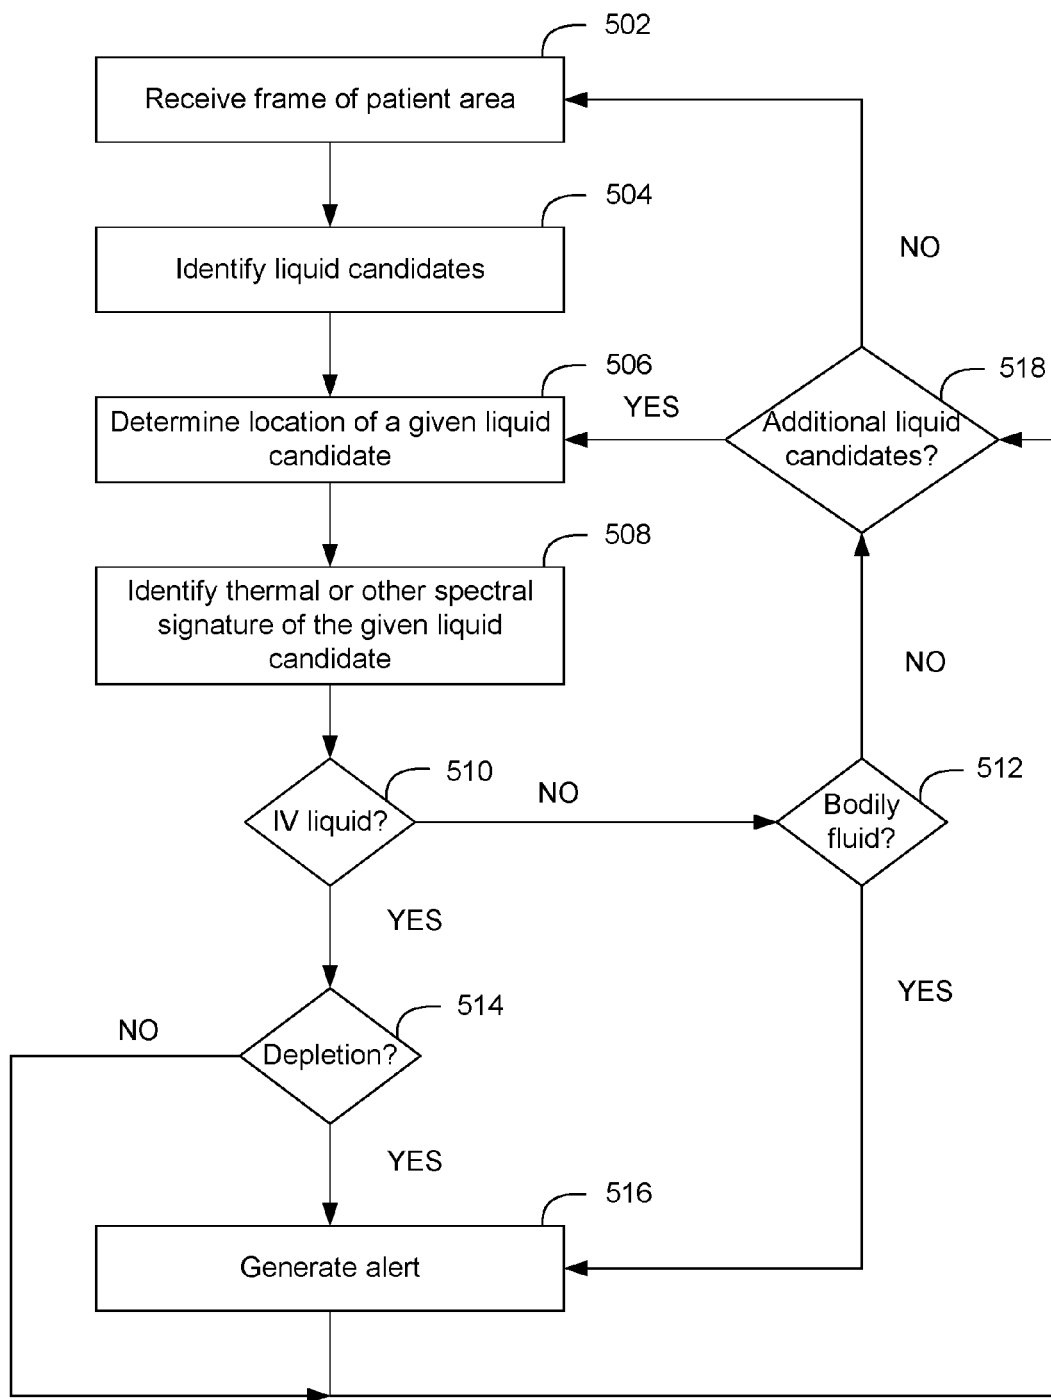 502
Receive frame of patient area
504
Identify liquid candidates
NO
506
Determine location of a given liquid
candidate
YES
518
Additional liquid
candidates?
508
Identify thermal or other spectral
signature of the given liquid
candidate
NO
510
IV liquid?
NO
512
Bodily
fluid?
YES
YES
514
NO
Depletion?
YES
516
Generate alert